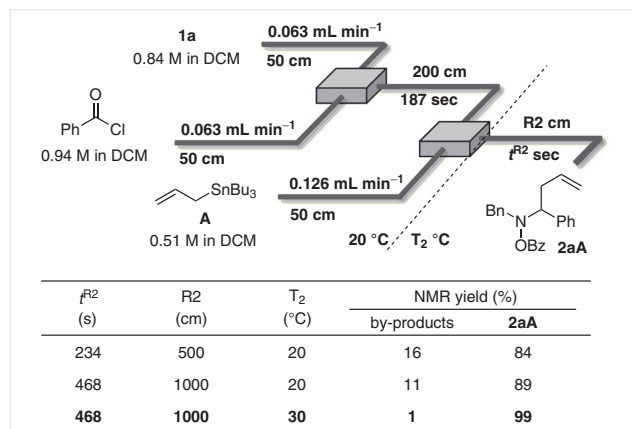 1a
0.063 mL min⁻¹
0.84 M in DCM
50 cm
200 cm
187 sec
O
Ph
Cl
0.063 mL min⁻¹
0.94 M in DCM
50 cm
R2 cm
tᴿ² sec
SnBu₃
0.126 mL min⁻¹
A
50 cm
0.51 M in DCM
20 °C
T₂ °C
Bn
N
Ph
OBz
2aA
tᴿ² R2 T₂ NMR yield (%)
(s) (cm) (°C) by-products 2aA
234 500 20 16 84
468 1000 20 11 89
468 1000 30 1 99